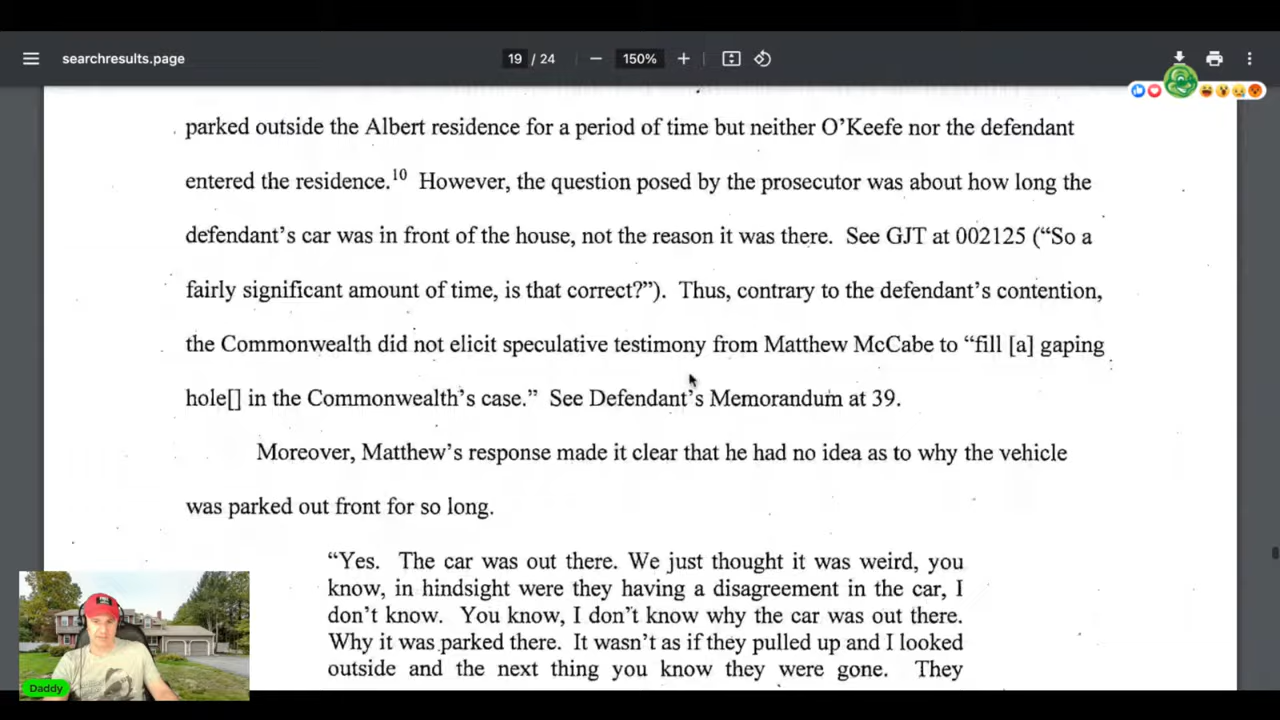 searchresults.page
19 / 24
150%
parked outside the Albert residence for a period of time but neither O’Keefe nor the defendant
entered the residence.10 However, the question posed by the prosecutor was about how long the
defendant’s car was in front of the house, not the reason it was there. See GJT at 002125 (“So a
fairly significant amount of time, is that correct?”). Thus, contrary to the defendant’s contention,
the Commonwealth did not elicit speculative testimony from Matthew McCabe to “fill [a] gaping
hole[] in the Commonwealth’s case.” See Defendant’s Memorandum at 39.
Moreover, Matthew’s response made it clear that he had no idea as to why the vehicle
was parked out front for so long.
“Yes. The car was out there. We just thought it was weird, you
know, in hindsight were they having a disagreement in the car, I
don’t know. You know, I don’t know why the car was out there.
Why it was parked there. It wasn’t as if they pulled up and I looked
outside and the next thing you know they were gone. They
Daddy